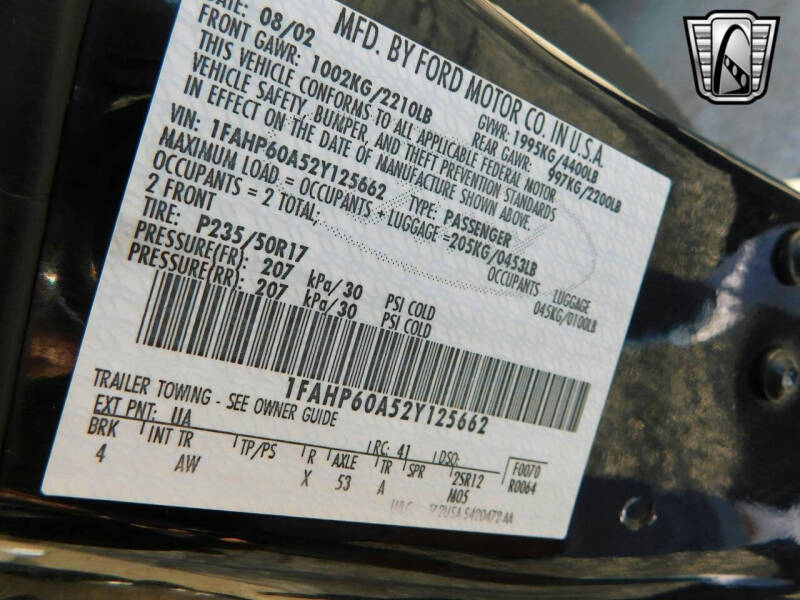 DATE: 08/02
MFD. BY FORD MOTOR CO. IN U.S.A.
FRONT GAWR: 1002KG/2210LB
GVWR: 1995KG/4400LB
REAR GAWR: 997KG/2200LB
THIS VEHICLE CONFORMS TO ALL APPLICABLE FEDERAL MOTOR
VEHICLE SAFETY, BUMPER, AND THEFT PREVENTION STANDARDS
IN EFFECT ON THE DATE OF MANUFACTURE SHOWN ABOVE.
VIN: 1FAHP60A52Y125662
TYPE: PASSENGER
MAXIMUM LOAD = OCCUPANTS + LUGGAGE =205KG/0453LB
OCCUPANTS = 2 TOTAL; OCCUPANTS LUGGAGE
2 FRONT 045KG/0100LB
TIRE: P235/50R17
PRESSURE(FR): 207 kPa/30 PSI COLD
PRESSURE(RR): 207 kPa/30 PSI COLD
1FAHP60A52Y125662
TRAILER TOWING - SEE OWNER GUIDE
EXT PNT: UA RC: 41 DSO:
BRK INT TR TP/PS R AXLE TR SPR 2SR12 F0070
4 AW X 53 A M05 R0064